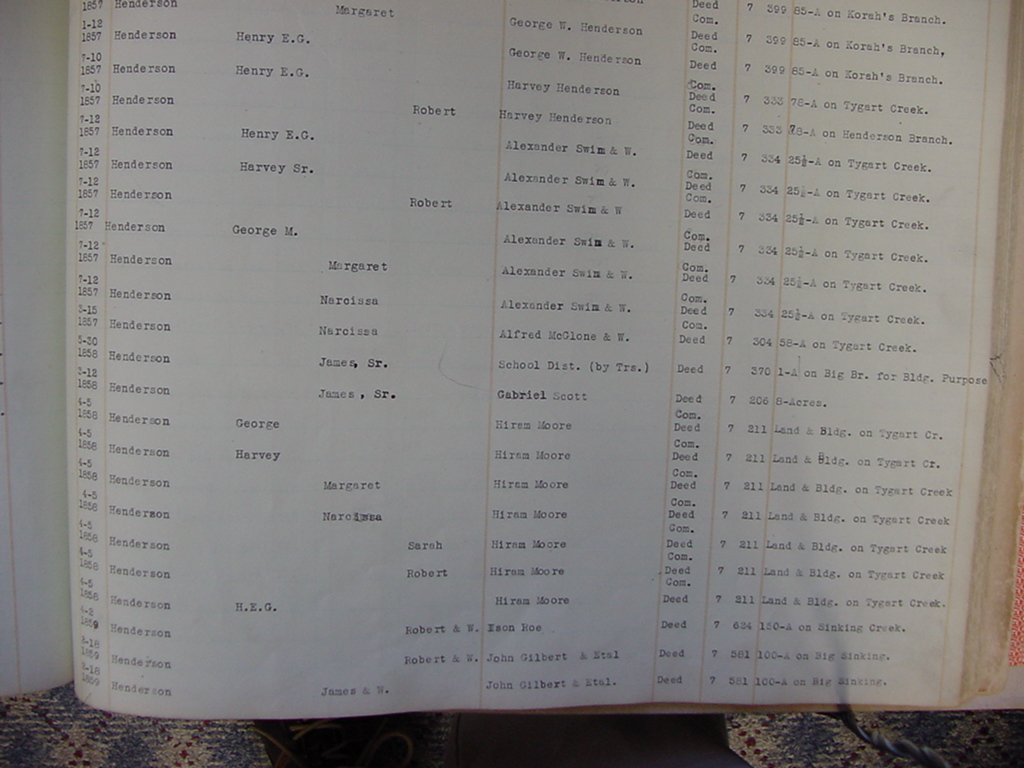 1857 Henderson Margaret Henderson Deed 7 399 85-A on Korah's Branch.
1-12 Com.
1857 Henderson Henry E.G. George W. Henderson Deed 7 399 85-A on Korah's Branch,
7-10 Com.
1857 Henderson Henry E.G. George W. Henderson Deed 7 399 85-A on Korah's Branch.
7-10 Com.
1857 Henderson Robert Harvey Henderson Deed 7 333 78-A on Tygart Creek.
7-12 Com.
1857 Henderson Henry E.G. Harvey Henderson Deed 7 333 78-A on Henderson Branch.
7-12 Com.
1857 Henderson Harvey Sr. Alexander Swim & W. Deed 7 334 25½-A on Tygart Creek.
7-12 Com.
1857 Henderson Robert Alexander Swim & W. Deed 7 334 25½-A on Tygart Creek.
7-12 Com.
1857 Henderson George M. Alexander Swim & W Deed 7 334 25½-A on Tygart Creek.
7-12 Com.
1857 Henderson Margaret Alexander Swim & W. Deed 7 334 25½-A on Tygart Creek.
7-12 Com.
1857 Henderson Narcissa Alexander Swim & W. Deed 7 334 25½-A on Tygart Creek.
3-15 Com.
1857 Henderson Narcissa Alexander Swim & W. Deed 7 334 25½-A on Tygart Creek.
5-30 Com.
1858 Henderson James, Sr. Alfred McGlone & W. Deed 7 304 58-A on Tygart Creek.
3-12
1858 Henderson James, Sr. School Dist. (by Trs.) Deed 7 370 1-A on Big Br. for Bldg. Purpose
4-5
1858 Henderson George Gabriel Scott Deed 7 206 8-Acres.
4-5 Com.
1858 Henderson Harvey Hiram Moore Deed 7 211 Land & Bldg. on Tygart Cr.
4-5 Com.
1858 Henderson Margaret Hiram Moore Deed 7 211 Land & Bldg. on Tygart Cr.
4-5 Com.
1858 Henderson Narcissa Hiram Moore Deed 7 211 Land & Bldg. on Tygart Creek
4-5 Com.
1858 Henderson Sarah Hiram Moore Deed 7 211 Land & Bldg. on Tygart Creek
4-5 Com.
1858 Henderson Robert Hiram Moore Deed 7 211 Land & Bldg. on Tygart Creek
4-5 Com.
1858 Henderson H.E.G. Hiram Moore Deed 7 211 Land & Bldg. on Tygart Creek
4-2 Com.
1859 Henderson Hiram Moore Deed 7 211 Land & Bldg. on Tygart Creek.
8-18
1859 Henderson Robert & W. Eson Roe Deed 7 624 150-A on Sinking Creek.
8-18
1859 Henderson Robert & W. John Gilbert & Etal Deed 7 581 100-A on Big Sinking.
James & W. John Gilbert & Etal. Deed 7 581 100-A on Big Sinking.